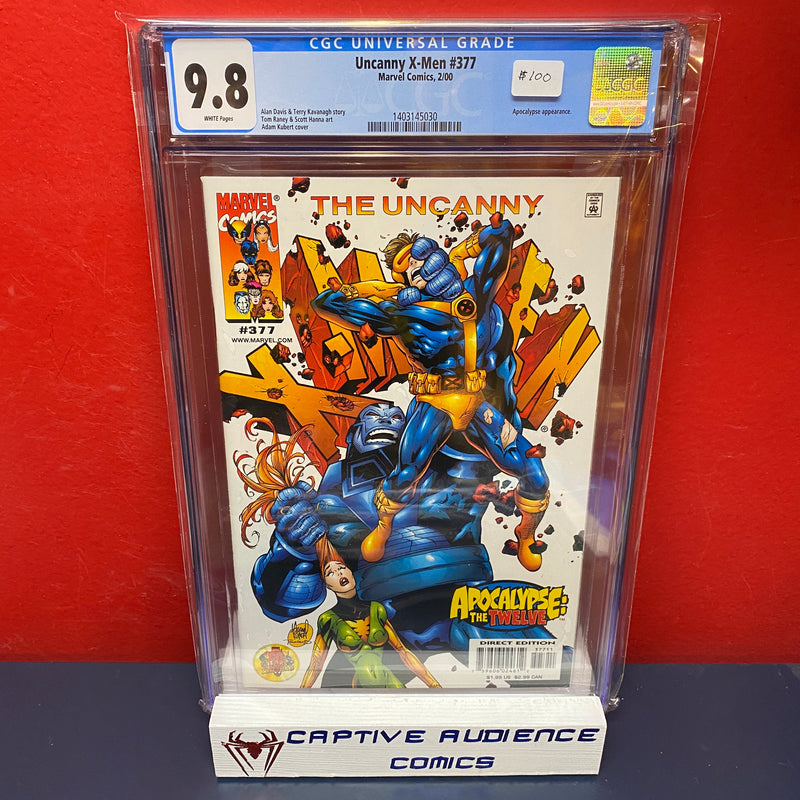 CGC UNIVERSAL GRADE
9.8
WHITE Pages
Uncanny X-Men #377
Marvel Comics, 2/00
Alan Davis & Terry Kavanagh story
Tom Raney & Scott Hanna art
Adam Kubert cover
1403145030
$100
Apocalypse appearance.
CGC
MARVEL
COMICS
#377
WWW.MARVEL.COM
THE UNCANNY
X-MEN
APOCALYPSE:
THE TWELVE
DIRECT EDITION
37711
$1.99 US $2.99 CAN
CAPTIVE AUDIENCE
COMICS